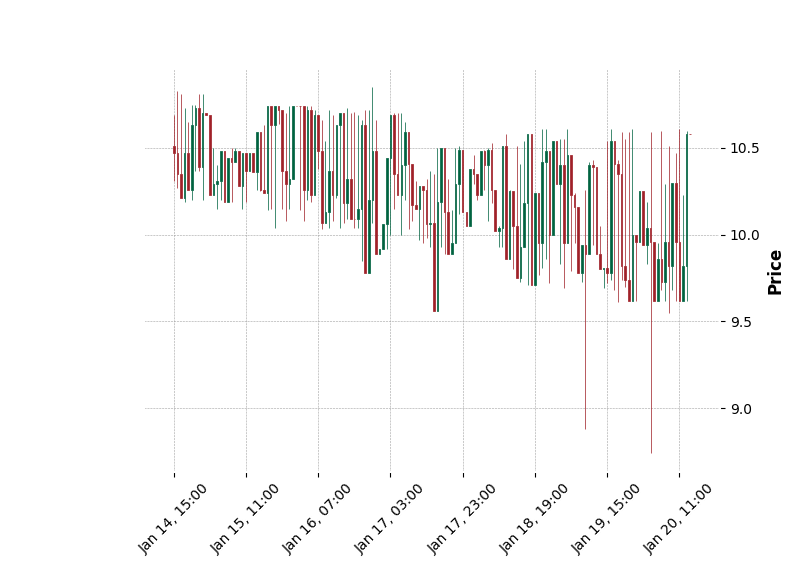 10.5
10.0
9.5
9.0
Price
Jan 14, 15:00
Jan 15, 11:00
Jan 16, 07:00
Jan 17, 03:00
Jan 17, 23:00
Jan 18, 19:00
Jan 19, 15:00
Jan 20, 11:00